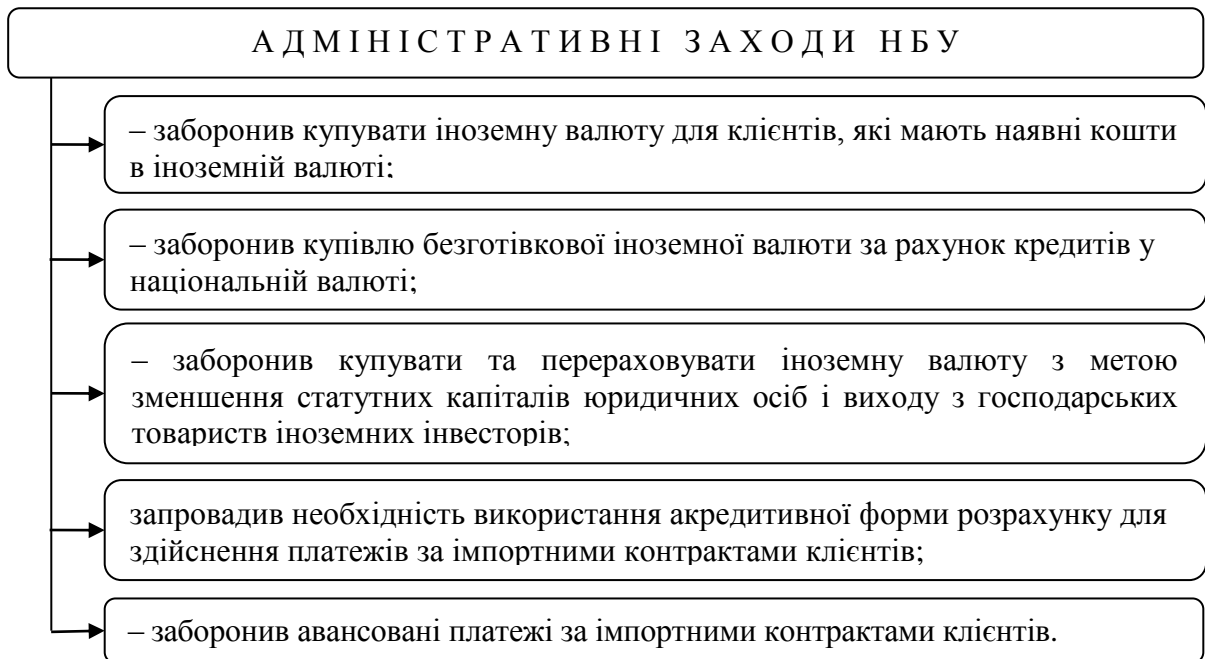 АДМІНІСТРАТИВНІ ЗАХОДИ НБУ
– заборонив купувати іноземну валюту для клієнтів, які мають наявні кошти
в іноземній валюті;
– заборонив купівлю безготівкової іноземної валюти за рахунок кредитів у
національній валюті;
– заборонив купувати та перераховувати іноземну валюту з метою
зменшення статутних капіталів юридичних осіб і виходу з господарських
товариств іноземних інвесторів;
запровадив необхідність використання акредитивної форми розрахунку для
здійснення платежів за імпортними контрактами клієнтів;
– заборонив авансовані платежі за імпортними контрактами клієнтів.